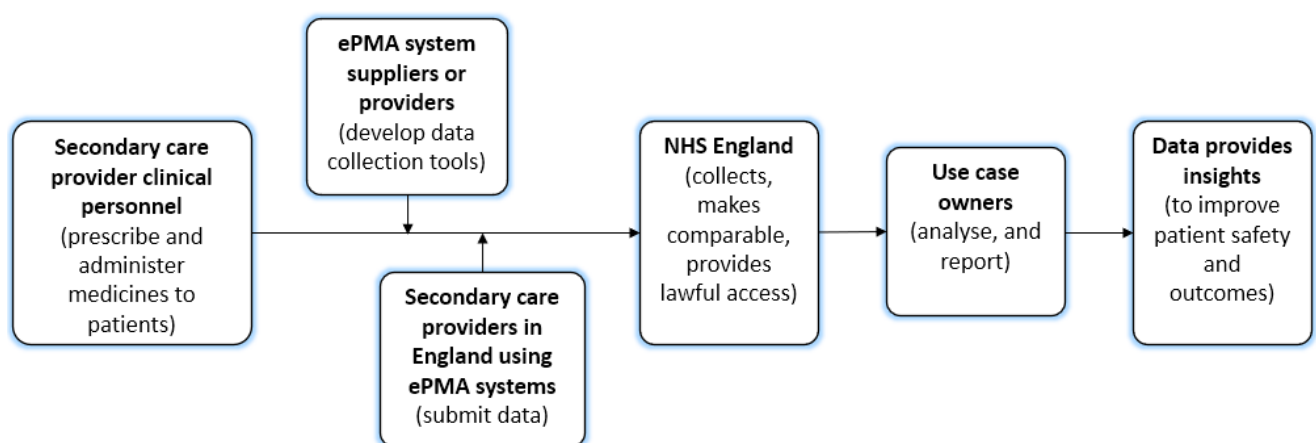 Secondary care
provider clinical
personnel
(prescribe and
administer
medicines to
patients)
ePMA system
suppliers or
providers
(develop data
collection tools)
Secondary care
providers in
England using
ePMA systems
(submit data)
NHS England
(collects,
makes
comparable,
provides
lawful access)
Use case
owners
(analyse, and
report)
Data provides
insights
(to improve
patient safety
and
outcomes)